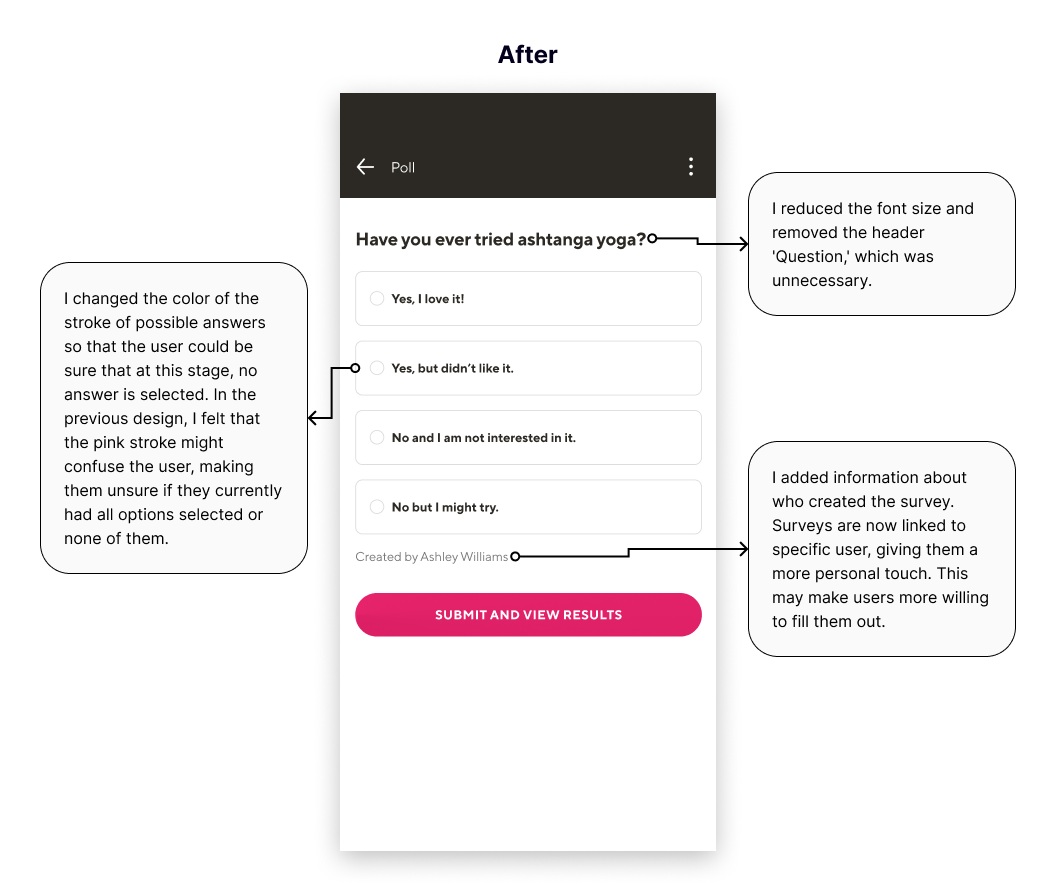 After
Poll
Have you ever tried ashtanga yoga?
Yes, I love it!
Yes, but didn’t like it.
No and I am not interested in it.
No but I might try.
Created by Ashley Williams
SUBMIT AND VIEW RESULTS
I changed the color of the
stroke of possible answers
so that the user could be
sure that at this stage, no
answer is selected. In the
previous design, I felt that
the pink stroke might
confuse the user, making
them unsure if they currently
had all options selected or
none of them.
I reduced the font size and
removed the header
'Question,' which was
unnecessary.
I added information about
who created the survey.
Surveys are now linked to
specific user, giving them a
more personal touch. This
may make users more willing
to fill them out.